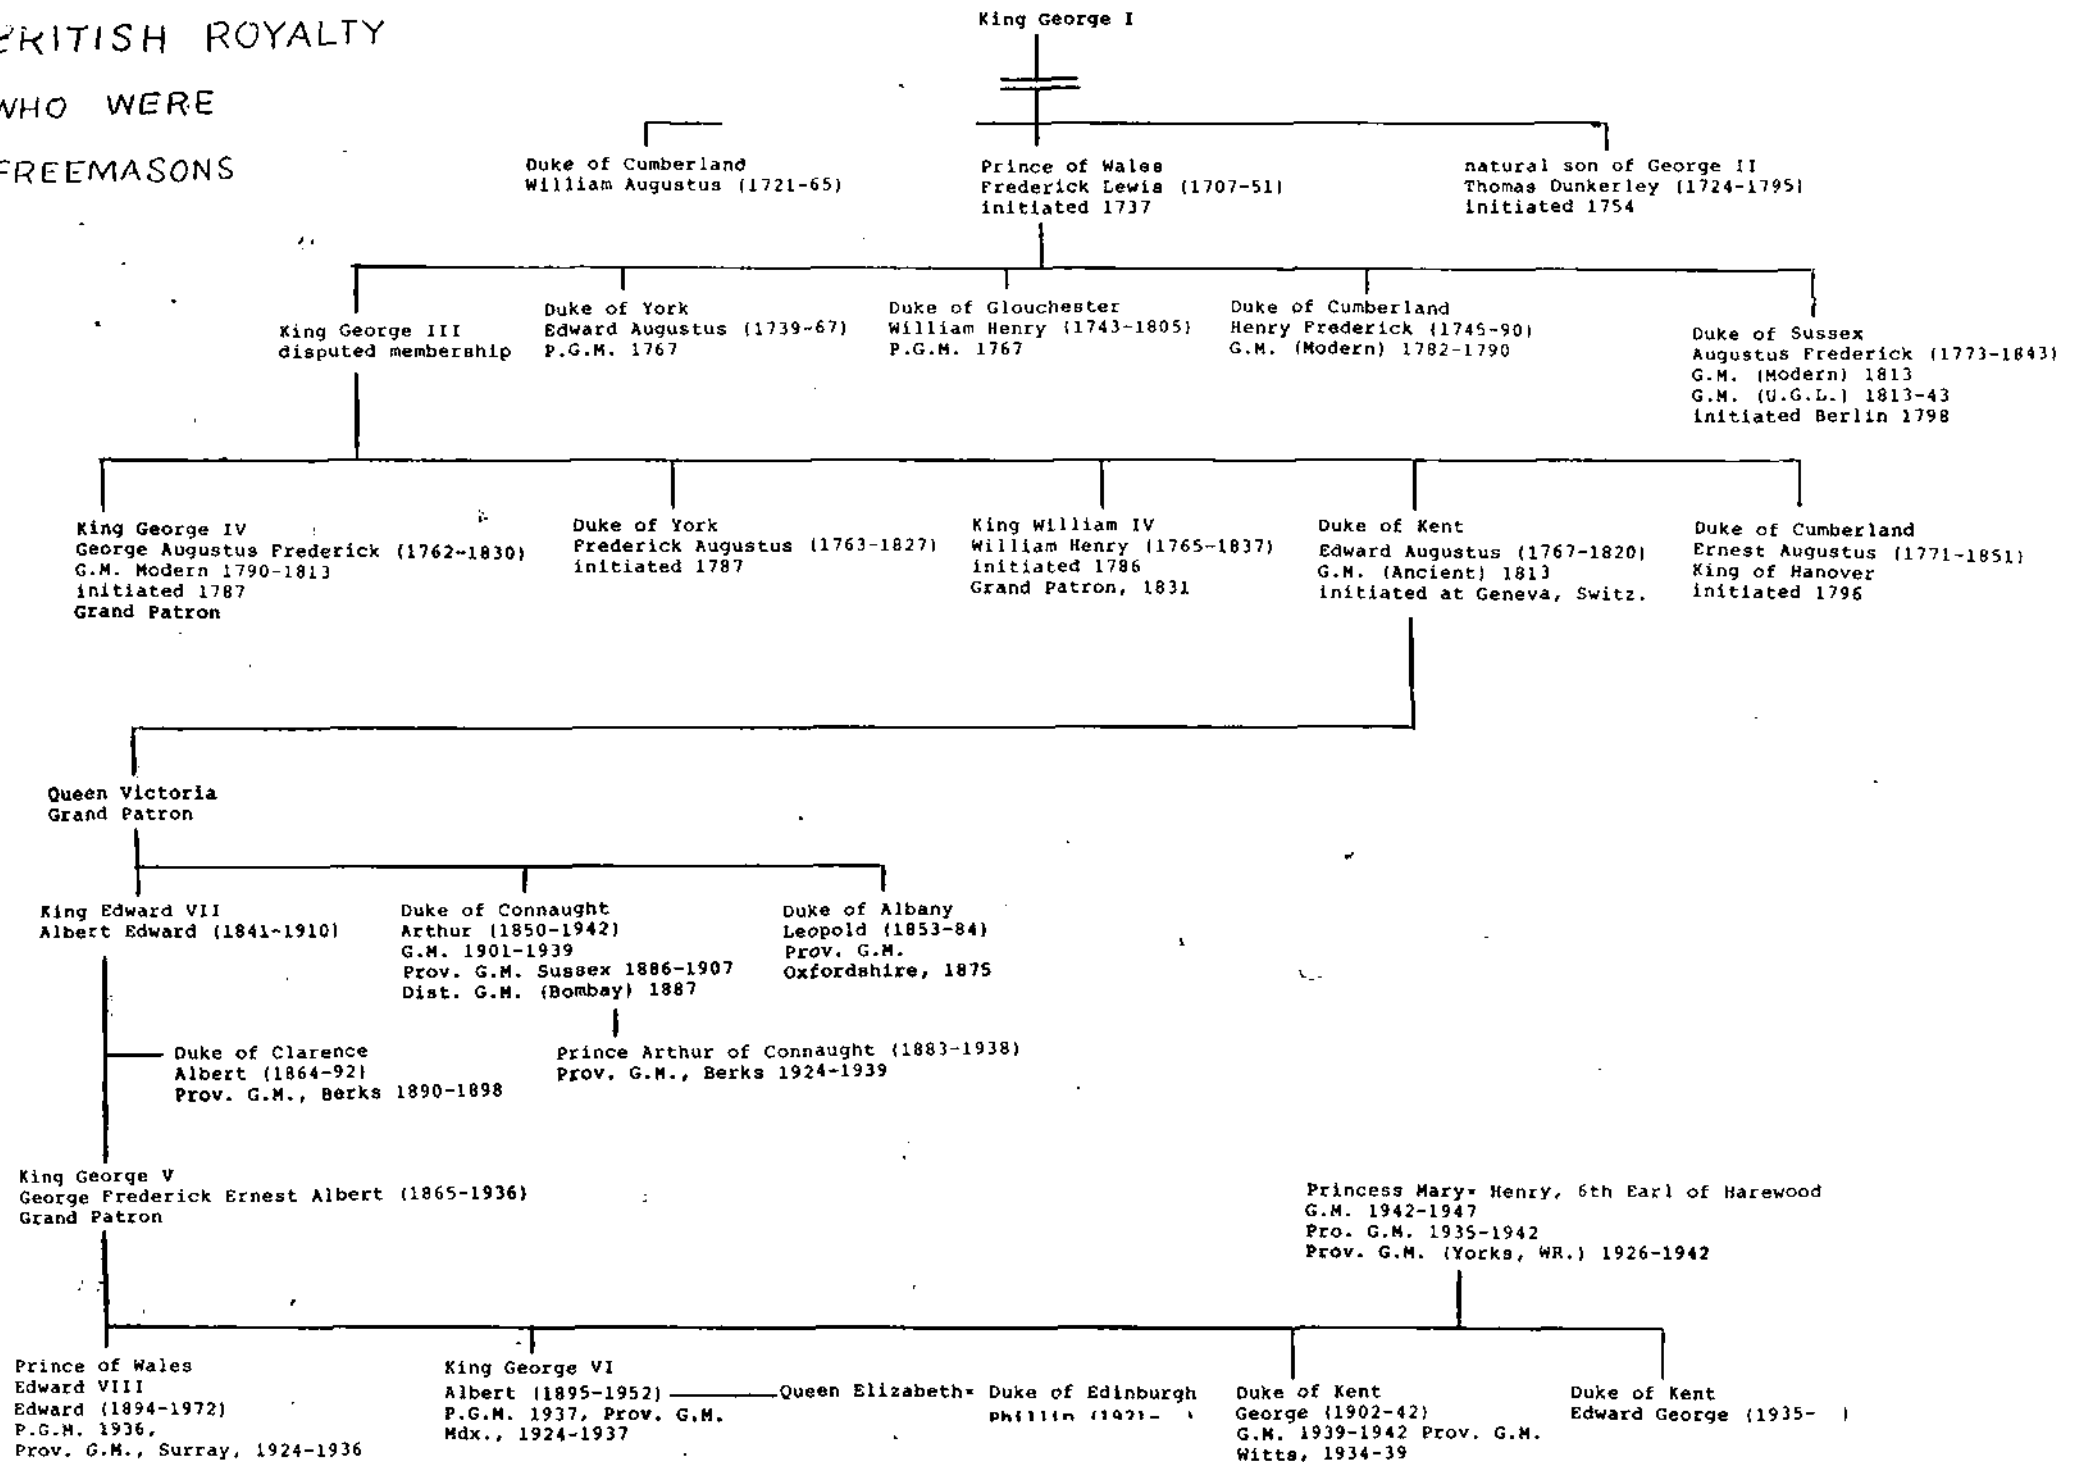 BRITISH ROYALTY
WHO WERE
FREEMASONS
King George I
Duke of Cumberland
William Augustus (1721-65)
Prince of Wales
Frederick Lewis (1707-51)
initiated 1737
natural son of George II
Thomas Dunkerley (1724-1795)
initiated 1754
King George III
disputed membership
Duke of York
Edward Augustus (1739-67)
P.G.M. 1767
Duke of Glouchester
William Henry (1743-1805)
P.G.M. 1767
Duke of Cumberland
Henry Frederick (1745-90)
G.M. (Modern) 1782-1790
Duke of Sussex
Augustus Frederick (1773-1843)
G.M. (Modern) 1813
G.M. (U.G.L.) 1813-43
initiated Berlin 1798
King George IV
George Augustus Frederick (1762-1830)
G.M. Modern 1790-1813
initiated 1787
Grand Patron
Duke of York
Frederick Augustus (1763-1827)
initiated 1787
King William IV
William Henry (1765-1837)
initiated 1786
Grand Patron, 1831
Duke of Kent
Edward Augustus (1767-1820)
G.M. (Ancient) 1813
initiated at Geneva, Switz.
Duke of Cumberland
Ernest Augustus (1771-1851)
King of Hanover
initiated 1796
Queen Victoria
Grand Patron
King Edward VII
Albert Edward (1841-1910)
Duke of Connaught
Arthur (1850-1942)
G.M. 1901-1939
Prov. G.M. Sussex 1886-1907
Dist. G.M. (Bombay) 1887
Duke of Albany
Leopold (1853-84)
Prov. G.M.
Oxfordshire, 1875
Duke of Clarence
Albert (1864-92)
Prov. G.M., Berks 1890-1898
Prince Arthur of Connaught (1883-1938)
Prov. G.M., Berks 1924-1939
King George V
George Frederick Ernest Albert (1865-1936)
Grand Patron
Princess Mary= Henry, 6th Earl of Harewood
G.M. 1942-1947
Pro. G.M. 1935-1942
Prov. G.M. (Yorks, WR.) 1926-1942
Prince of Wales
Edward VIII
Edward (1894-1972)
P.G.M. 1936,
Prov. G.M., Surray, 1924-1936
King George VI
Albert (1895-1952)
P.G.M. 1937, Prov. G.M.
Mdx., 1924-1937
Queen Elizabeth= Duke of Edinburgh
Phillip (1921- )
Duke of Kent
George (1902-42)
G.M. 1939-1942 Prov. G.M.
Witts, 1934-39
Duke of Kent
Edward George (1935- )